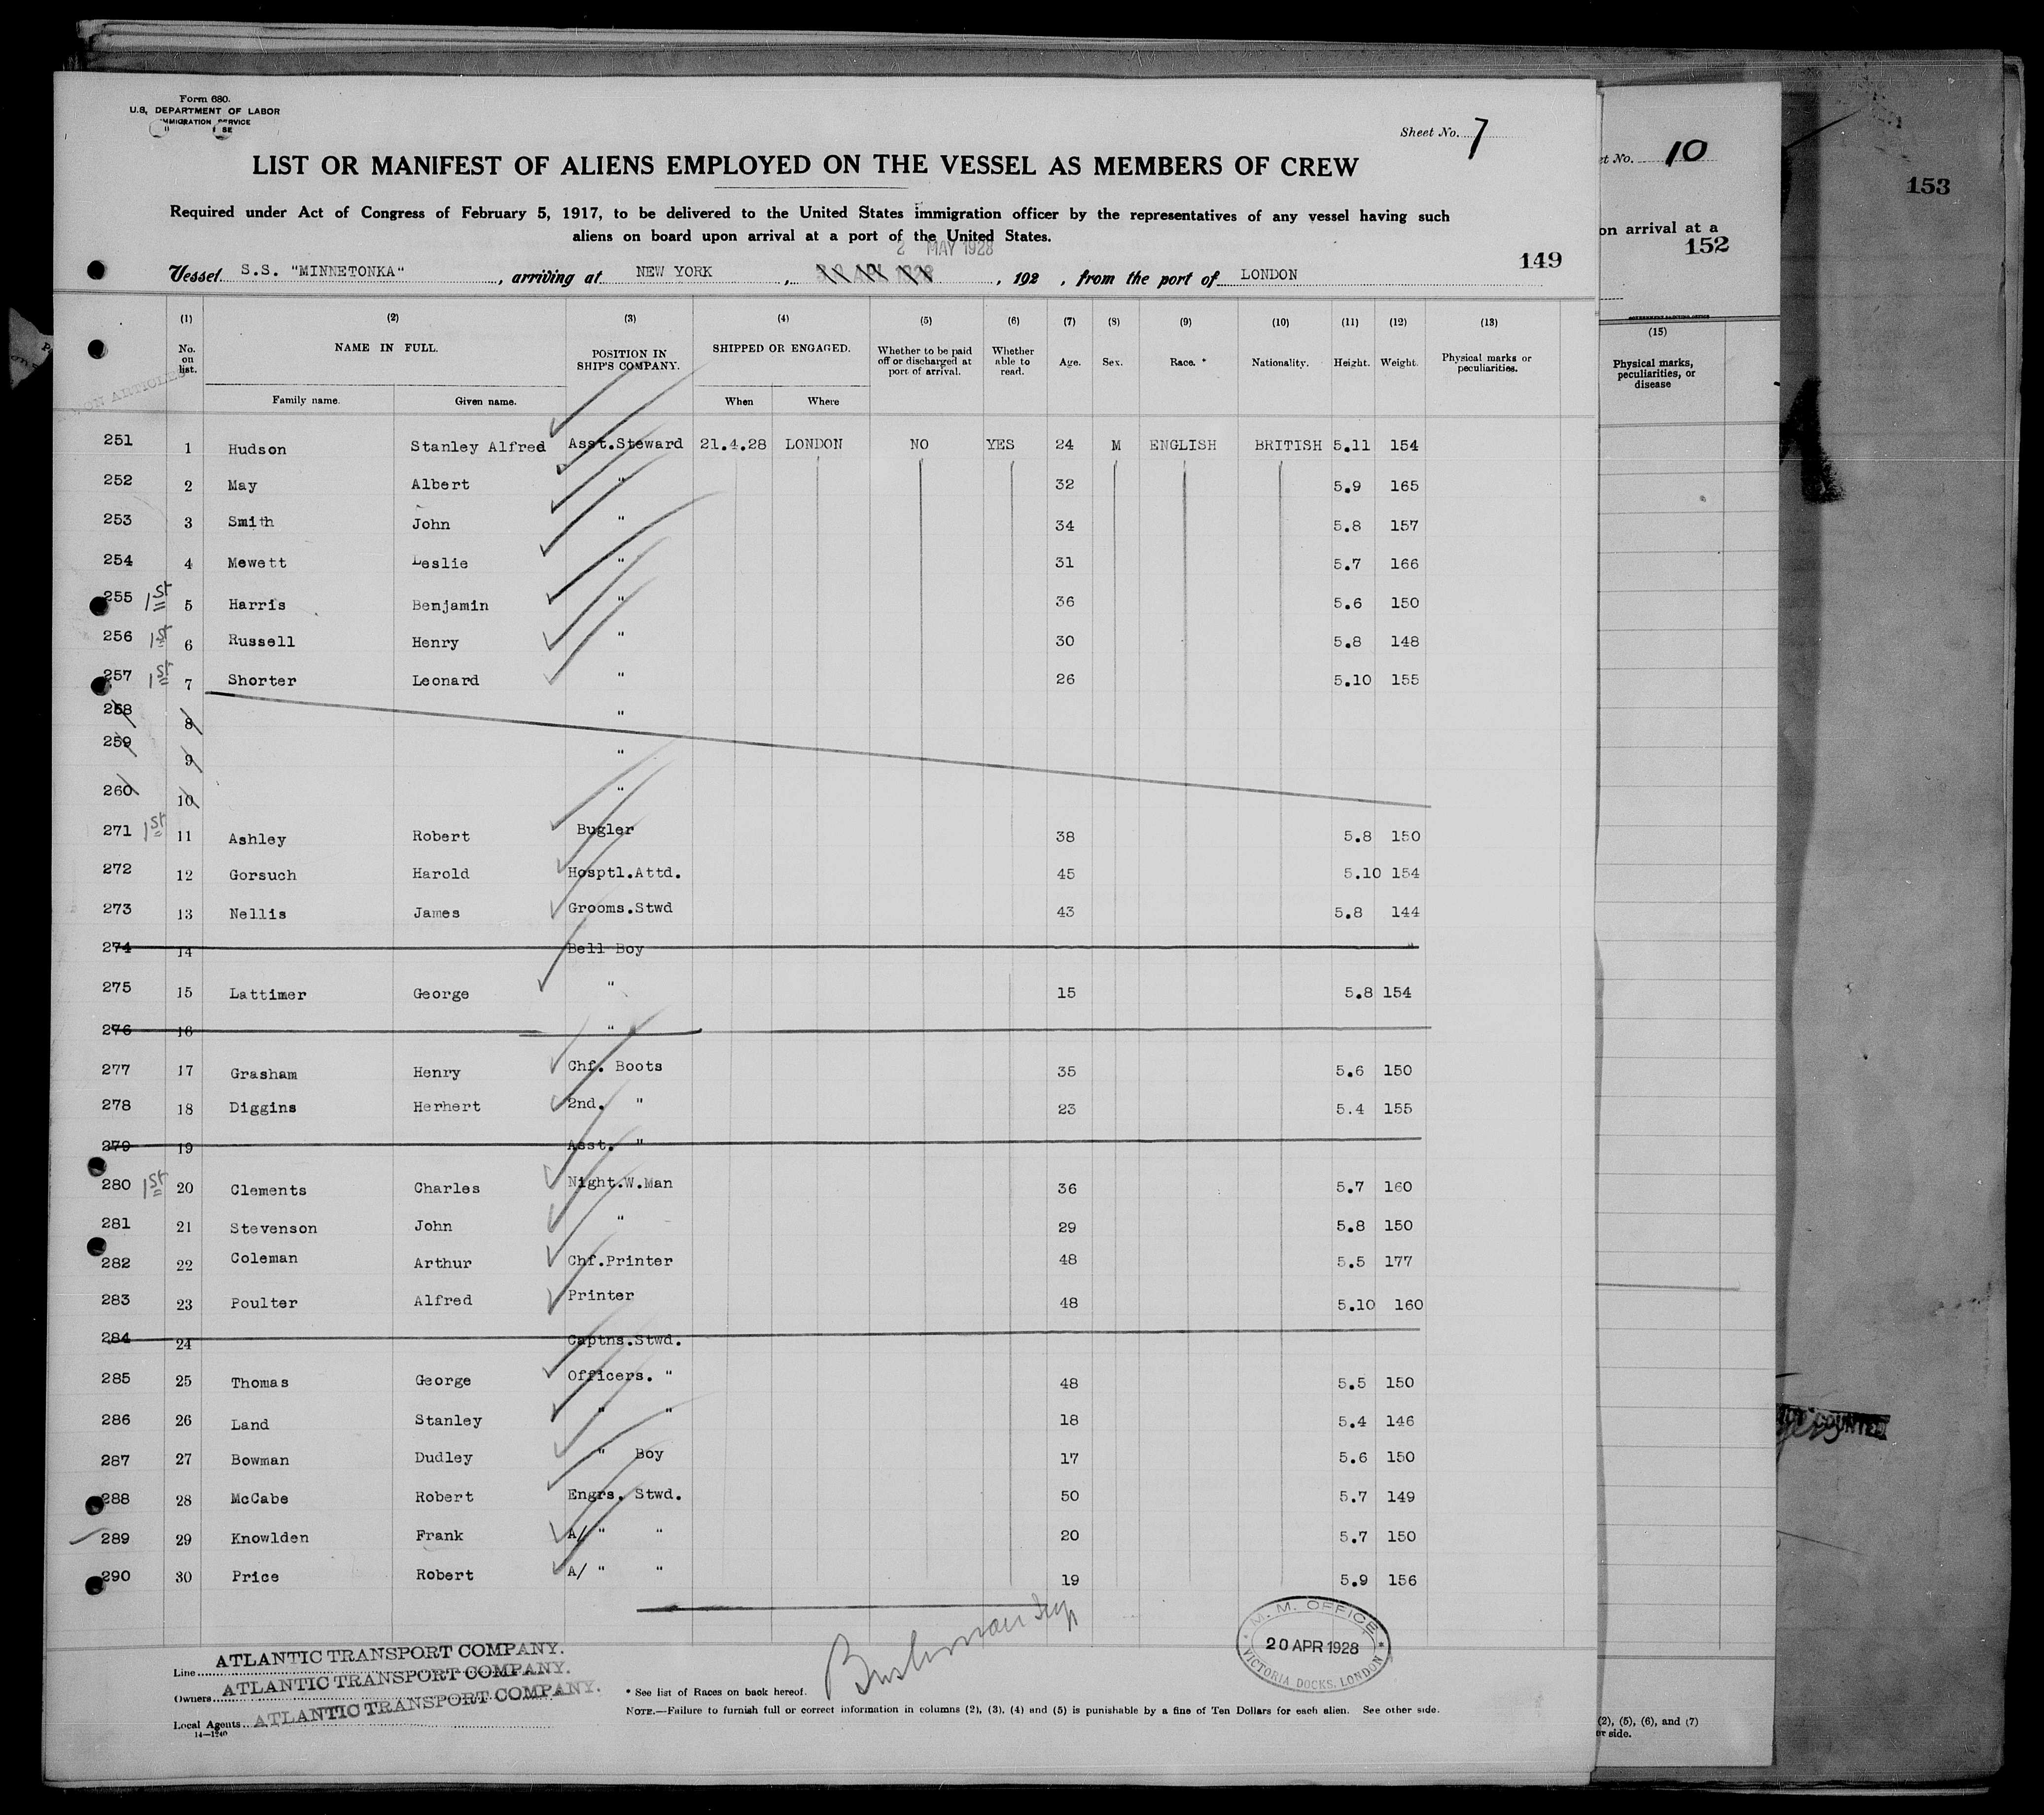 Form 680.
U.S. DEPARTMENT OF LABOR
IMMIGRATION SERVICE
Sheet No. 7
LIST OR MANIFEST OF ALIENS EMPLOYED ON THE VESSEL AS MEMBERS OF CREW
Required under Act of Congress of February 5, 1917, to be delivered to the United States immigration officer by the representatives of any vessel having such
aliens on board upon arrival at a port of the United States.
2 MAY 1928
149
Vessel S.S. "MINNETONKA", arriving at NEW YORK, , 192 , from the port of LONDON
(1) (2) (3) (4) (5) (6) (7) (8) (9) (10) (11) (12) (13)
No. on list. NAME IN FULL. POSITION IN SHIP'S COMPANY. SHIPPED OR ENGAGED. Whether to be paid off or discharged at port of arrival. Whether able to read. Age. Sex. Race. * Nationality. Height. Weight. Physical marks or peculiarities.
Family name. Given name. When Where
251 1 Hudson Stanley Alfred Asst.Steward 21.4.28 LONDON NO YES 24 M ENGLISH BRITISH 5.11 154
252 2 May Albert " 32 5.9 165
253 3 Smith John " 34 5.8 157
254 4 Mewett Leslie " 31 5.7 166
255 1st 5 Harris Benjamin " 36 5.6 150
256 1st 6 Russell Henry " 30 5.8 148
257 1st 7 Shorter Leonard " 26 5.10 155
258 8 "
259 9 "
260 10 "
271 1st 11 Ashley Robert Bugler 38 5.8 150
272 12 Gorsuch Harold Hosptl.Attd. 45 5.10 154
273 13 Nellis James Grooms.Stwd 43 5.8 144
274 14 Bell Boy "
275 15 Lattimer George " 15 5.8 154
276 16 "
277 17 Grasham Henry Chf. Boots 35 5.6 150
278 18 Diggins Herhert 2nd. " 23 5.4 155
279 19 Asst. "
280 1st 20 Clements Charles Night.W.Man 36 5.7 160
281 21 Stevenson John " 29 5.8 150
282 22 Coleman Arthur Chf.Printer 48 5.5 177
283 23 Poulter Alfred Printer 48 5.10 160
284 24 Captns.Stwd.
285 25 Thomas George Officers. " 48 5.5 150
286 26 Land Stanley " " 18 5.4 146
287 27 Bowman Dudley " Boy 17 5.6 150
288 28 McCabe Robert Engrs. Stwd. 50 5.7 149
289 29 Knowlden Frank A/ " " 20 5.7 150
290 30 Price Robert A/ " " 19 5.9 156
M. M. OFFICE
20 APR 1928
VICTORIA DOCKS, LONDON
Line ATLANTIC TRANSPORT COMPANY.
Owners ATLANTIC TRANSPORT COMPANY.
Local Agents ATLANTIC TRANSPORT COMPANY.
14—1240
* See list of Races on back hereof.
NOTE.—Failure to furnish full or correct information in columns (2), (3), (4) and (5) is punishable by a fine of Ten Dollars for each alien. See other side.
et No. 10
on arrival at a
152
GOVERNMENT PRINTING OFFICE
(15)
Physical marks, peculiarities, or disease
(2), (5), (6), and (7)
or side.
153
COUNTED